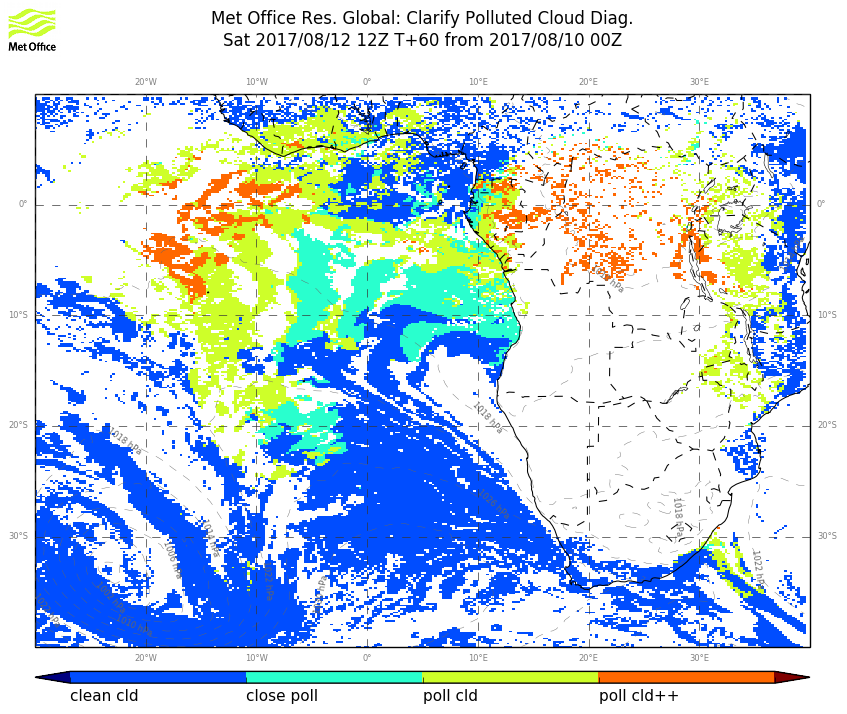 Met Office Res. Global: Clarify Polluted Cloud Diag.
Sat 2017/08/12 12Z T+60 from 2017/08/10 00Z
Met Office
20°W 10°W 0° 10°E 20°E 30°E
0° 0°
10°S 10°S
20°S 20°S
30°S 30°S
1018 hPa
1018 hPa
1018 hPa
1022 hPa
1010 hPa
20°W 10°W 0° 10°E 20°E 30°E
clean cld close poll poll cld poll cld++